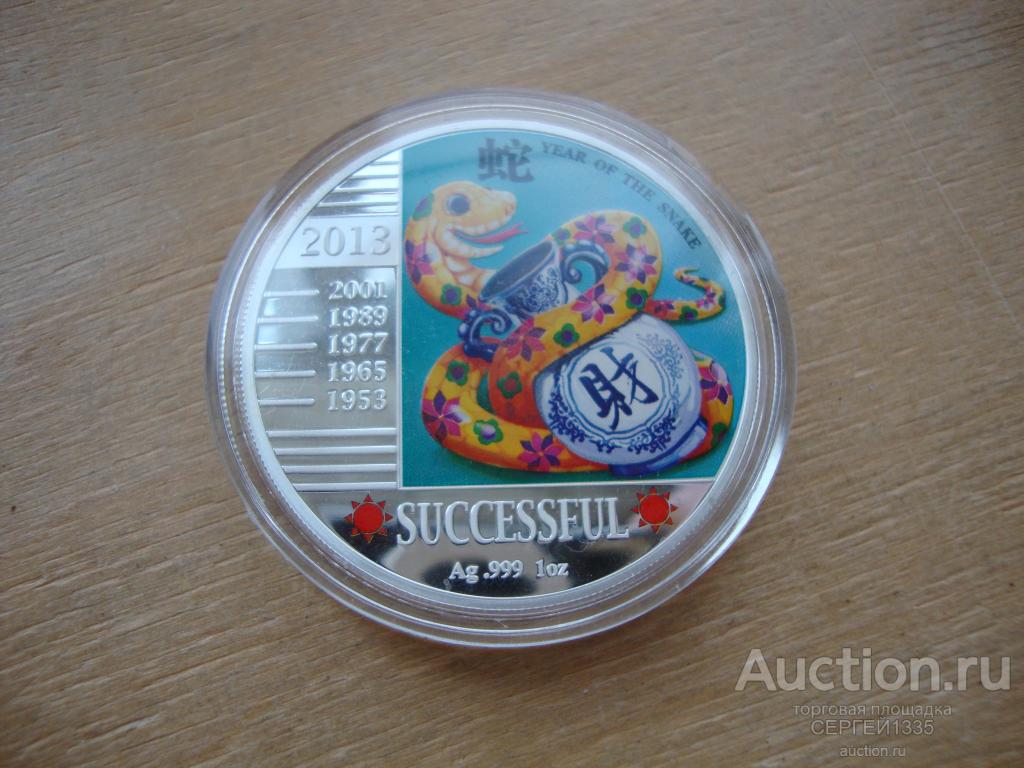 蛇 YEAR OF THE SNAKE
2013
2001
1989
1977
1965
1953
財
SUCCESSFUL
Ag .999 1oz
Auction.ru
торговая площадка
СЕРГЕЙ1335
auction.ru